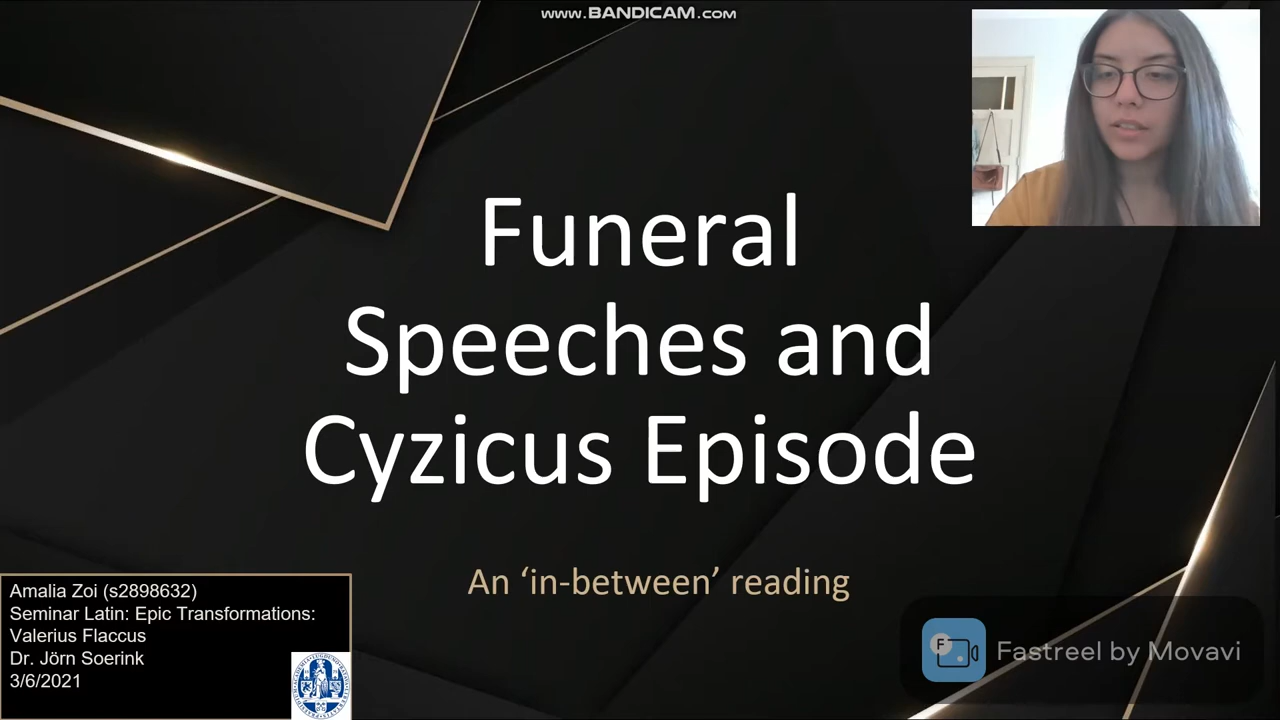 www.BANDICAM.com
Funeral
Speeches and
Cyzicus Episode
An ‘in-between’ reading
Amalia Zoi (s2898632)
Seminar Latin: Epic Transformations:
Valerius Flaccus
Dr. Jörn Soerink
3/6/2021
F
Fastreel by Movavi